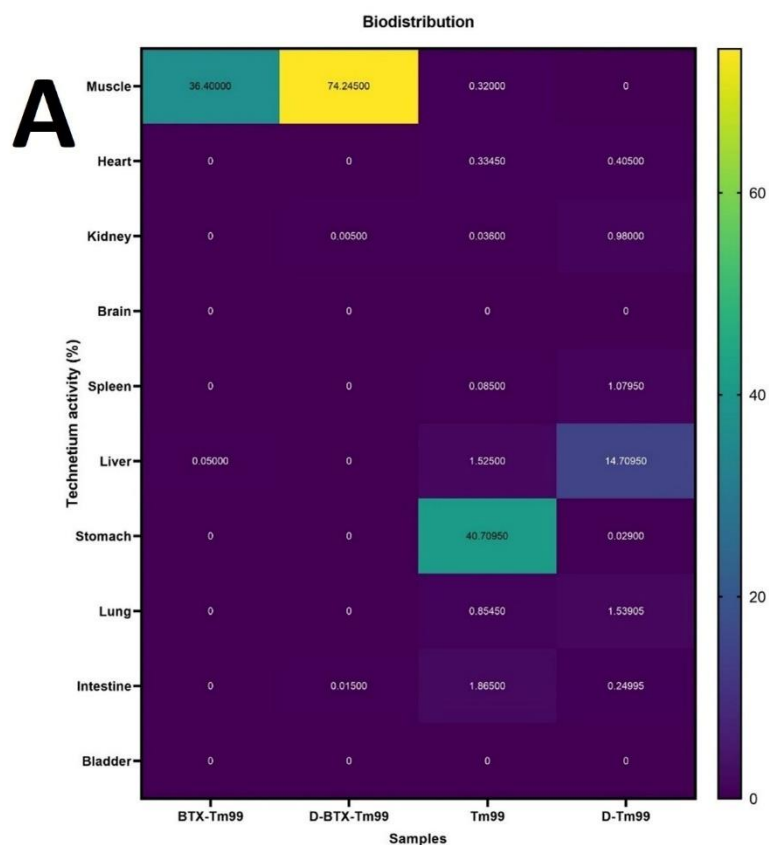 Biodistribution
A
Technetium activity (%)
Muscle 36.40000 74.24500 0.32000 0
Heart 0 0 0.33450 0.40500
Kidney 0 0.00500 0.03600 0.98000
Brain 0 0 0 0
Spleen 0 0 0.08500 1.07950
Liver 0.05000 0 1.52500 14.70950
Stomach 0 0 40.70950 0.02900
Lung 0 0 0.85450 1.53905
Intestine 0 0.01500 1.86500 0.24995
Bladder 0 0 0 0
BTX-Tm99 D-BTX-Tm99 Tm99 D-Tm99
Samples
60
40
20
0